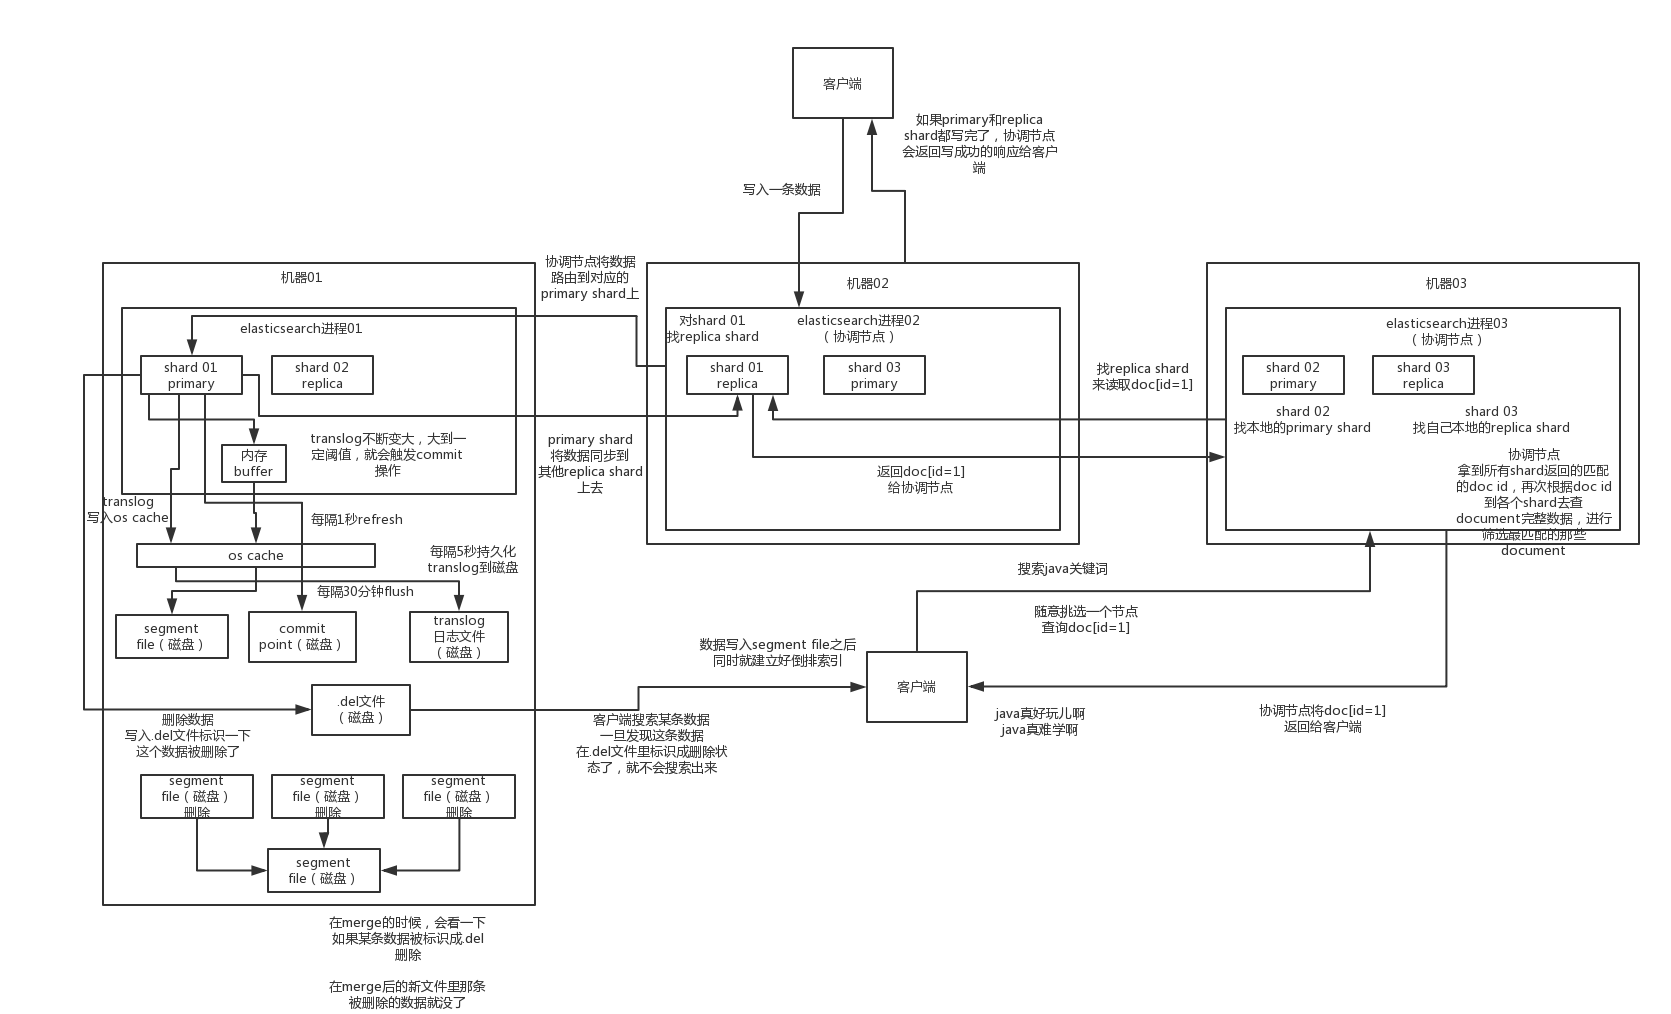 客户端
如果primary和replica
shard都写完了，协调节点
会返回写成功的响应给客户
端
写入一条数据
协调节点将数据
路由到对应的
primary shard上
机器01
elasticsearch进程01
shard 01
primary
shard 02
replica
内存
buffer
translog不断变大，大到一
定阈值，就会触发commit
操作
translog
写入os cache
每隔1秒refresh
os cache
每隔5秒持久化
translog到磁盘
每隔30分钟flush
segment
file（磁盘）
commit
point（磁盘）
translog
日志文件
（磁盘）
.del文件
（磁盘）
删除数据
写入.del文件标识一下
这个数据被删除了
segment
file（磁盘）
删除
segment
file（磁盘）
删除
segment
file（磁盘）
删除
segment
file（磁盘）
在merge的时候，会看一下
如果某条数据被标识成.del
删除
在merge后的新文件里那条
被删除的数据就没了
primary shard
将数据同步到
其他replica shard
上去
机器02
对shard 01
找replica shard
elasticsearch进程02
（协调节点）
shard 01
replica
shard 03
primary
返回doc[id=1]
给协调节点
找replica shard
来读取doc[id=1]
机器03
elasticsearch进程03
（协调节点）
shard 02
primary
shard 03
replica
shard 02
找本地的primary shard
shard 03
找自己本地的replica shard
协调节点
拿到所有shard返回的匹配
的doc id，再次根据doc id
到各个shard去查
document完整数据，进行
筛选最匹配的那些
document
搜索java关键词
随意挑选一个节点
查询doc[id=1]
数据写入segment file之后
同时就建立好倒排索引
客户端
客户端搜索某条数据
一旦发现这条数据
在.del文件里标识成删除状
态了，就不会搜索出来
java真好玩儿啊
java真难学啊
协调节点将doc[id=1]
返回给客户端